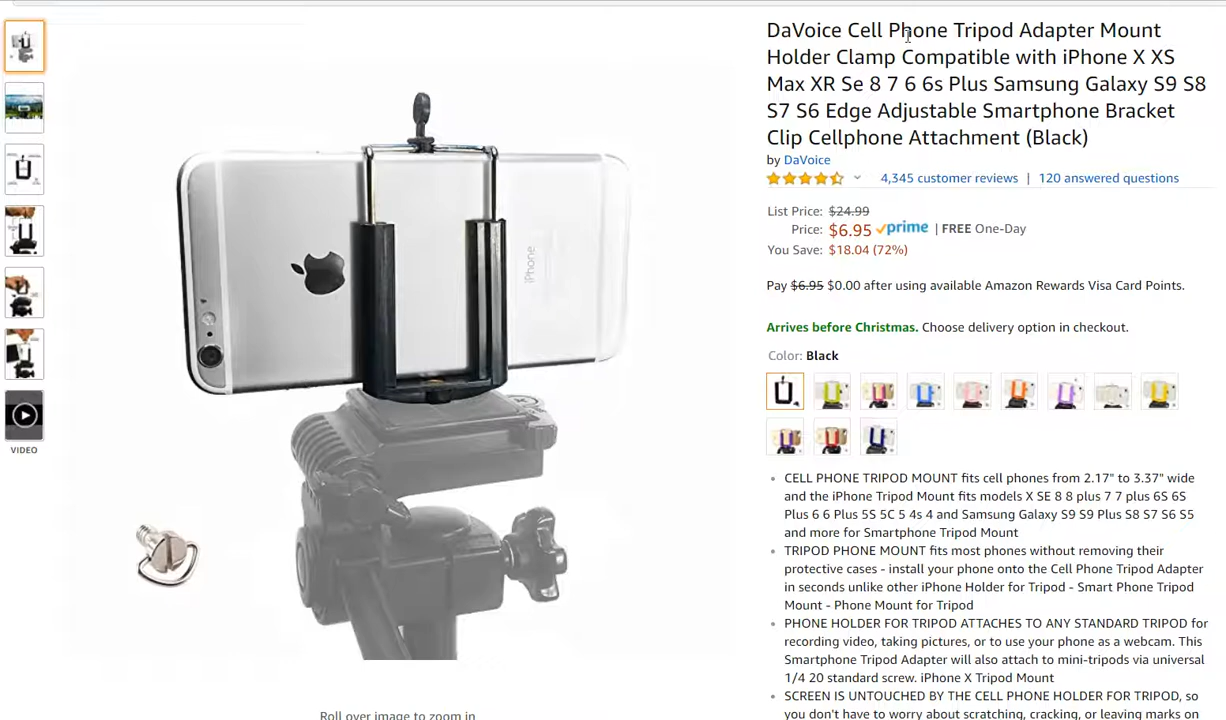 DaVoice Cell Phone Tripod Adapter Mount
Holder Clamp Compatible with iPhone X XS
Max XR Se 8 7 6 6s Plus Samsung Galaxy S9 S8
S7 S6 Edge Adjustable Smartphone Bracket
Clip Cellphone Attachment (Black)
by DaVoice
4,345 customer reviews | 120 answered questions
List Price: $24.99
Price: $6.95 prime | FREE One-Day
You Save: $18.04 (72%)
Pay $6.95 $0.00 after using available Amazon Rewards Visa Card Points.
Arrives before Christmas. Choose delivery option in checkout.
Color: Black
CELL PHONE TRIPOD MOUNT fits cell phones from 2.17" to 3.37" wide
and the iPhone Tripod Mount fits models X SE 8 8 plus 7 7 plus 6S 6S
Plus 6 6 Plus 5S 5C 5 4s 4 and Samsung Galaxy S9 S9 Plus S8 S7 S6 S5
and more for Smartphone Tripod Mount
TRIPOD PHONE MOUNT fits most phones without removing their
protective cases - install your phone onto the Cell Phone Tripod Adapter
in seconds unlike other iPhone Holder for Tripod - Smart Phone Tripod
Mount - Phone Mount for Tripod
PHONE HOLDER FOR TRIPOD ATTACHES TO ANY STANDARD TRIPOD for
recording video, taking pictures, or to use your phone as a webcam. This
Smartphone Tripod Adapter will also attach to mini-tripods via universal
1/4 20 standard screw. iPhone X Tripod Mount
SCREEN IS UNTOUCHED BY THE CELL PHONE HOLDER FOR TRIPOD, so
you don't have to worry about scratching, cracking, or leaving marks on
iPhone
VIDEO
Roll over image to zoom in